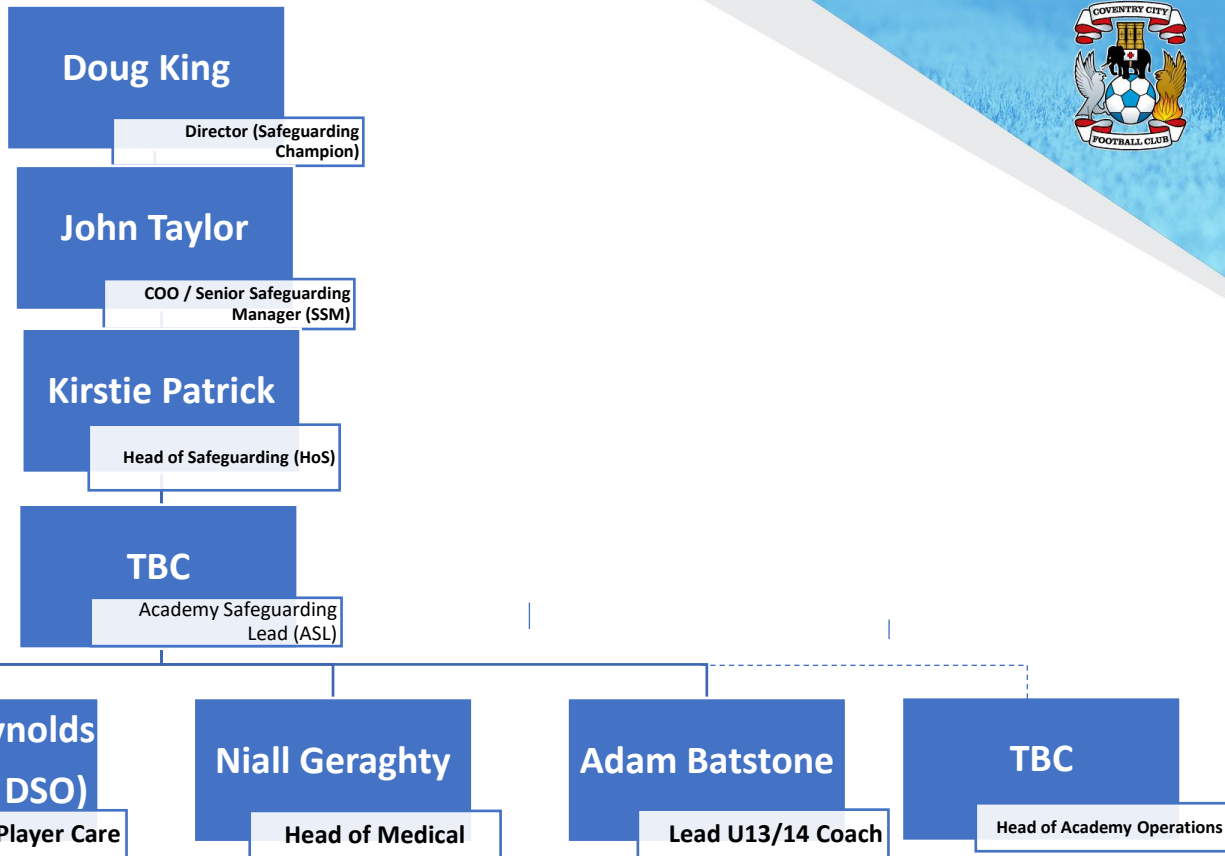 COVENTRY CITY
FOOTBALL CLUB
Doug King
Director (Safeguarding
Champion)
John Taylor
COO / Senior Safeguarding
Manager (SSM)
Kirstie Patrick
Head of Safeguarding (HoS)
TBC
Academy Safeguarding
Lead (ASL)
ynolds
DSO)
Player Care
Niall Geraghty
Head of Medical
Adam Batstone
Lead U13/14 Coach
TBC
Head of Academy Operations